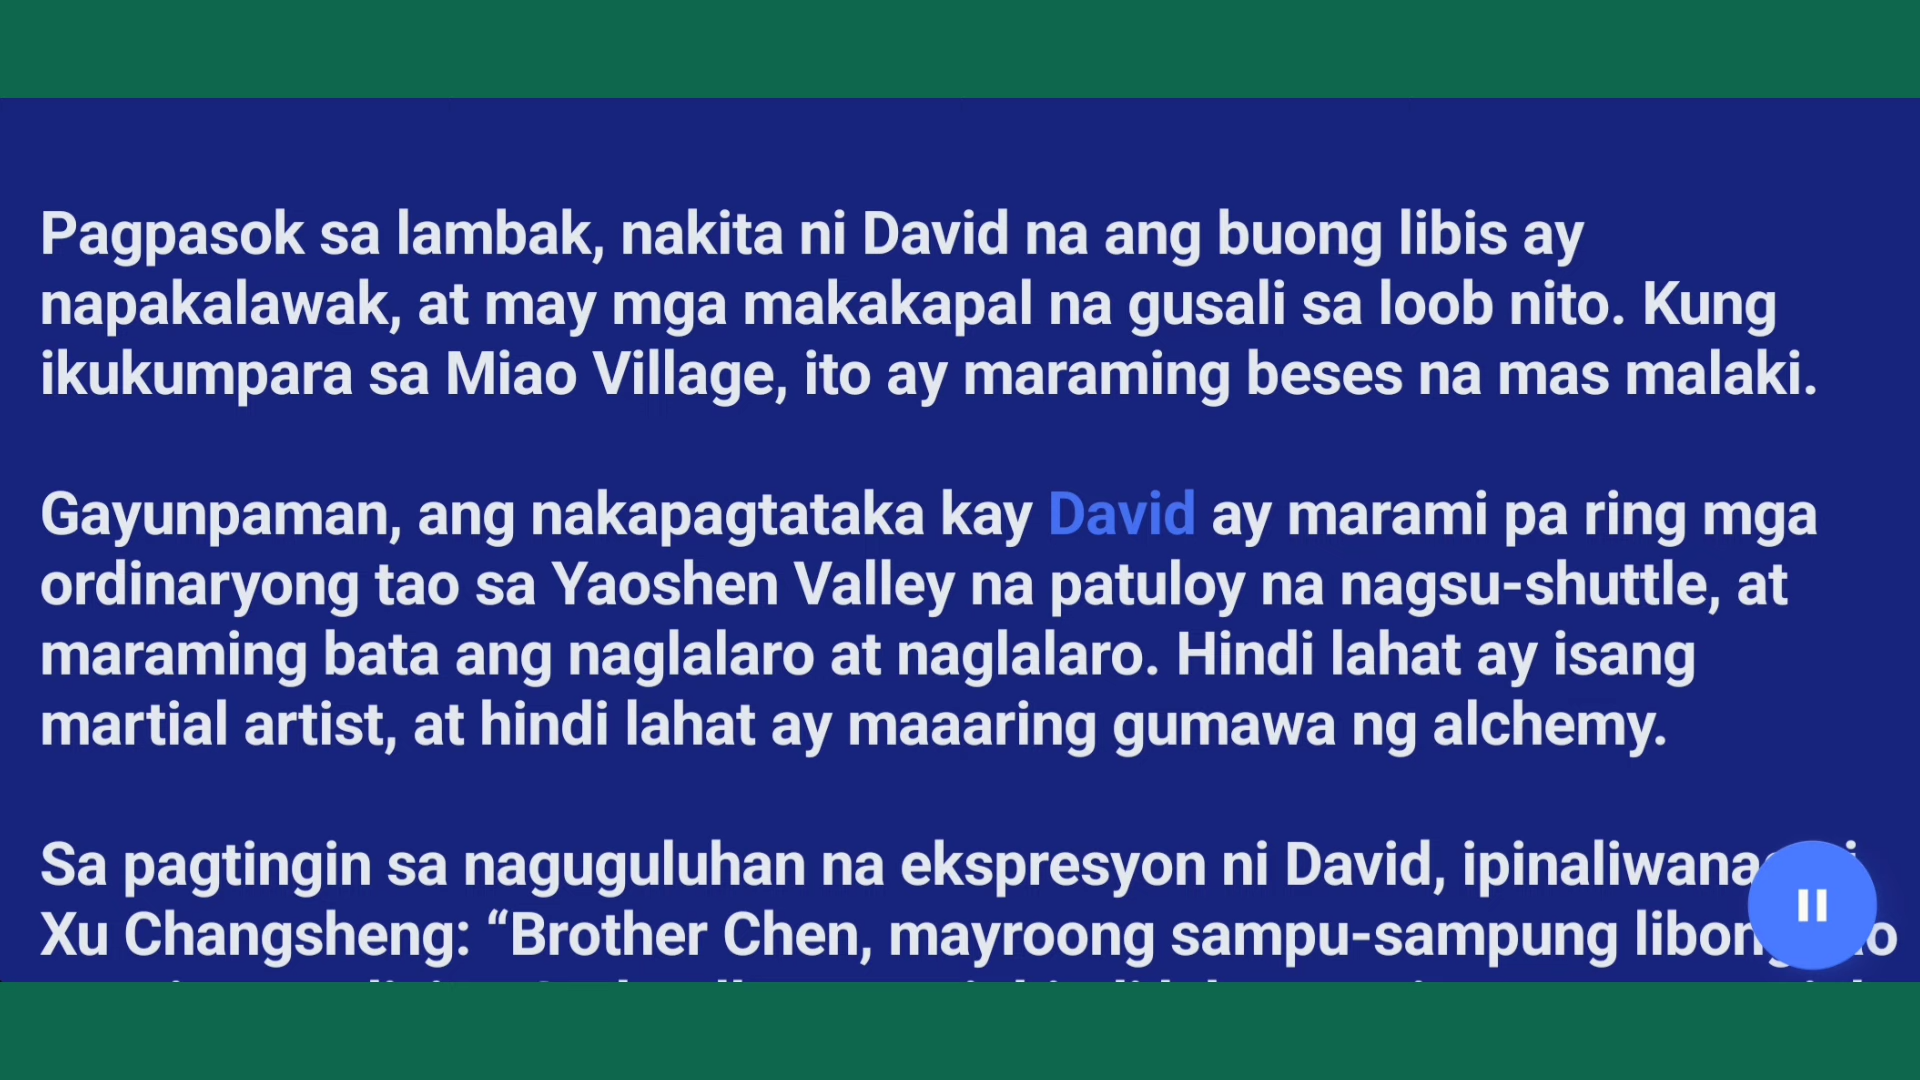 Pagpasok sa lambak, nakita ni David na ang buong libis ay
napakalawak, at may mga makakapal na gusali sa loob nito. Kung
ikukumpara sa Miao Village, ito ay maraming beses na mas malaki.
Gayunpaman, ang nakapagtataka kay David ay marami pa ring mga
ordinaryong tao sa Yaoshen Valley na patuloy na nagsu-shuttle, at
maraming bata ang naglalaro at naglalaro. Hindi lahat ay isang
martial artist, at hindi lahat ay maaaring gumawa ng alchemy.
Sa pagtingin sa naguguluhan na ekspresyon ni David,
Xu Changsheng: “Brother Chen, mayroong sampu-sampung